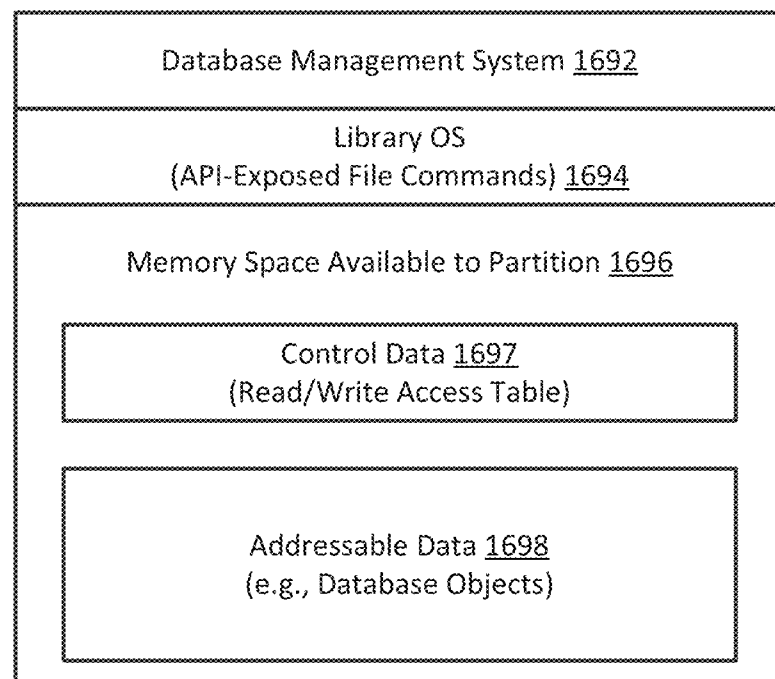 Database Management System 1692
Library OS
(API-Exposed File Commands) 1694
Memory Space Available to Partition 1696
Control Data 1697
(Read/Write Access Table)
Addressable Data 1698
(e.g., Database Objects)